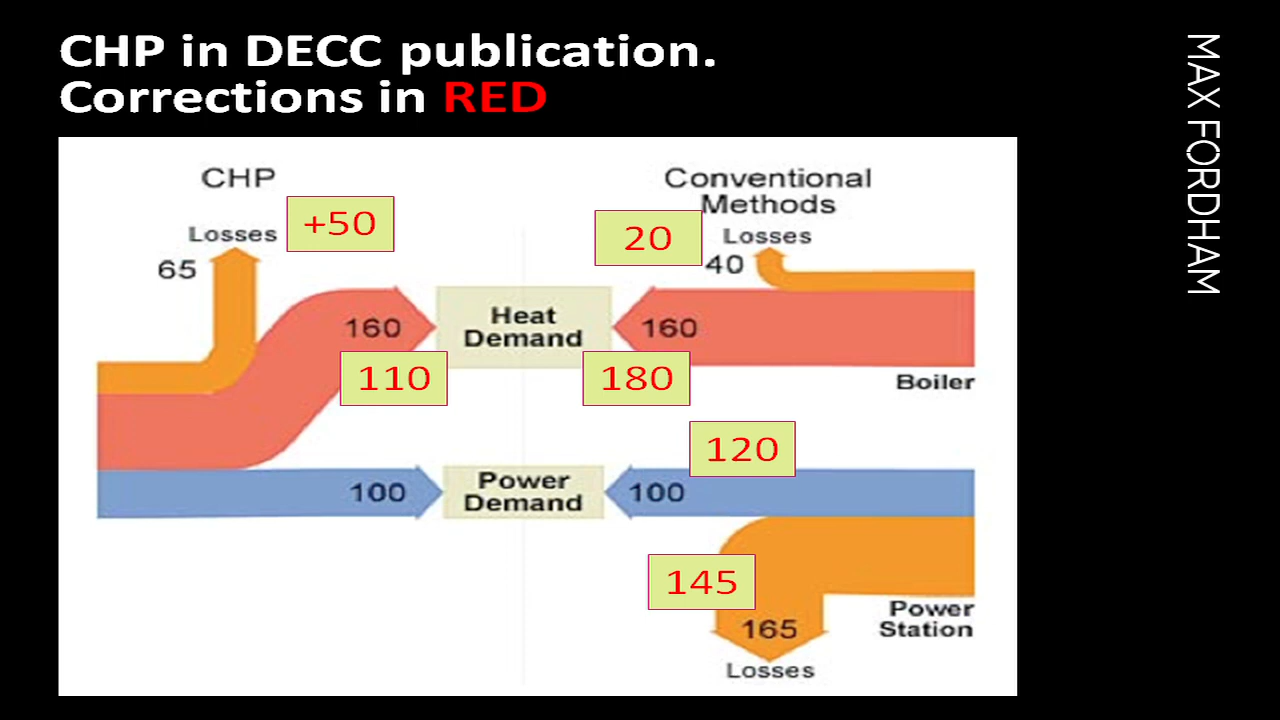 CHP in DECC publication.
Corrections in RED
MAX FORDHAM
CHP
Conventional
Methods
+50
20
Losses
Losses
65
40
160
Heat
Demand
160
110
180
Boiler
120
100
Power
Demand
100
145
Power
Station
165
Losses